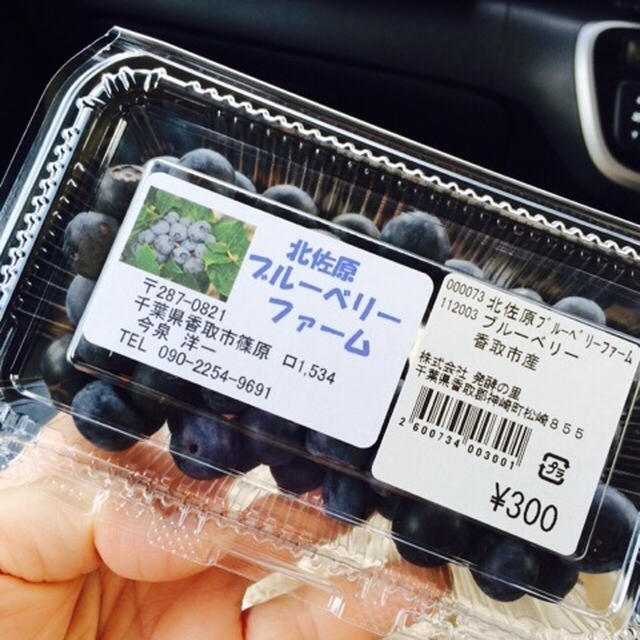 北佐原
ブルーベリー
ファーム
〒287-0821
千葉県香取市篠原 ロ1,534
今泉 洋一
TEL 090-2254-9691
000073 北佐原ﾌﾞﾙｰﾍﾞﾘｰﾌｧｰﾑ
112003 ブルーベリー
香取市産
株式会社 発酵の里
千葉県香取郡神崎町松崎855
2600734003001
¥300